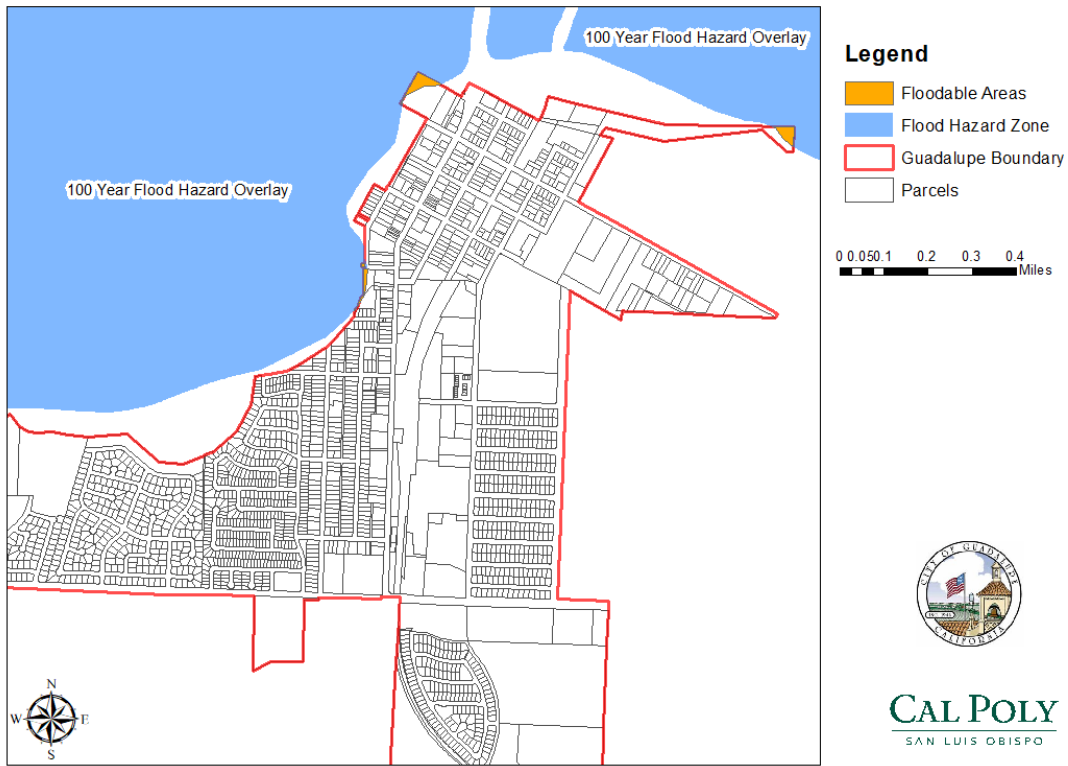 100 Year Flood Hazard Overlay
100 Year Flood Hazard Overlay
N
W
E
S
Legend
Floodable Areas
Flood Hazard Zone
Guadalupe Boundary
Parcels
0 0.050.1 0.2 0.3 0.4
Miles
CITY OF GUADALUPE
CALIFORNIA
CAL POLY
SAN LUIS OBISPO